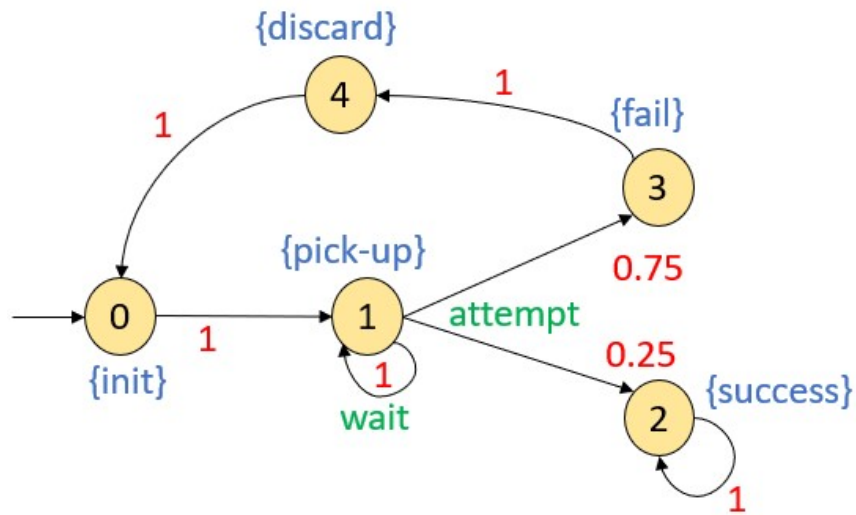 {discard}
4
1
1
{fail}
3
{pick-up}
0.75
0
1
1
attempt
{init}
1
wait
0.25
{success}
2
1